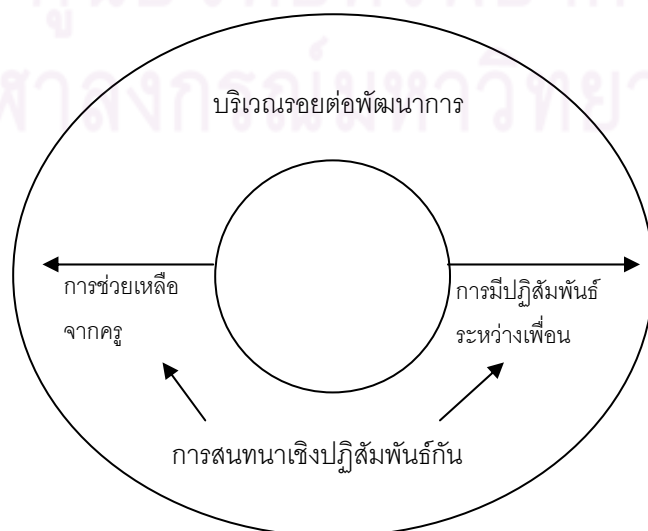 บริเวณรอยต่อพัฒนาการ
การช่วยเหลือ
จากครู
การมีปฏิสัมพันธ์
ระหว่างเพื่อน
การสนทนาเชิงปฏิสัมพันธ์กัน